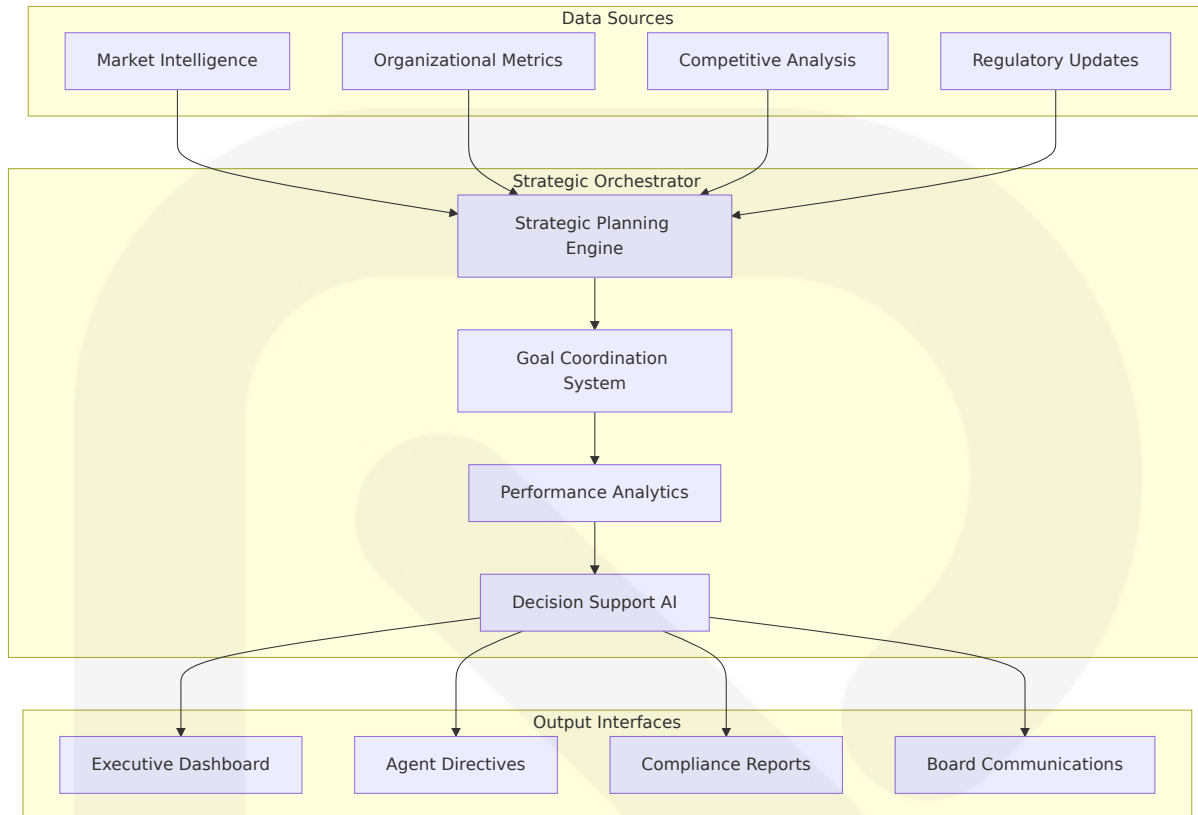 Data Sources
Market Intelligence
Organizational Metrics
Competitive Analysis
Regulatory Updates
Strategic Orchestrator
Strategic Planning
Engine
Goal Coordination
System
Performance Analytics
Decision Support AI
Output Interfaces
Executive Dashboard
Agent Directives
Compliance Reports
Board Communications